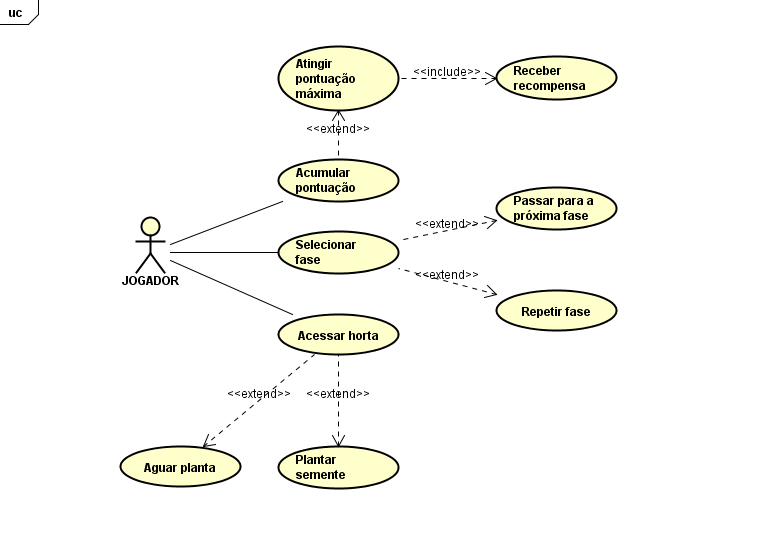 uc
Atingir
pontuação
máxima
<<include>>
Receber
recompensa
<<extend>>
Acumular
pontuação
Passar para a
próxima fase
<<extend>>
Selecionar
fase
<<extend>>
JOGADOR
Repetir fase
Acessar horta
<<extend>>
<<extend>>
Aguar planta
Plantar
semente